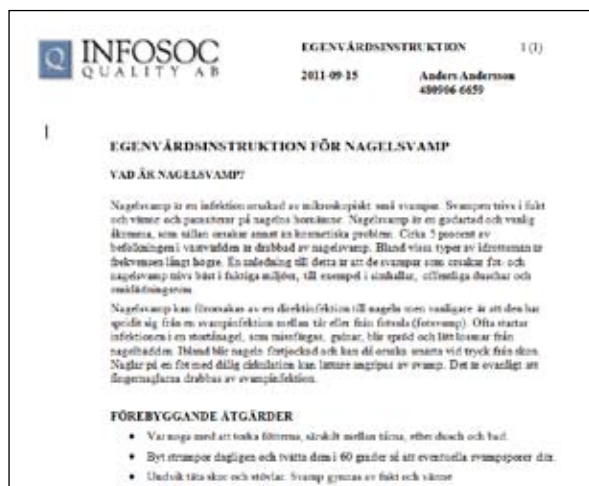 INFOSOC
QUALITY AB
EGENVÅRDSINSTRUKTION 1 (1)
2011-09-15 Anders Andersson
480906-6659
EGENVÅRDSINSTRUKTION FÖR NAGELSVAMP
VAD ÄR NAGELSVAMP?
Nagelsvamp är en infektion orsakad av mikroskopiskt små svampar. Svampen trivs i fukt
och värme och parasiterar på nagelns hornämne. Nagelsvamp är en godartad och vanlig
åkomma, som sällan orsakar annat än kosmetiska problem. Cirka 5 procent av
befolkningen i västvärlden är drabbad av nagelsvamp. Bland vissa typer av idrottsmän är
frekvensen långt högre. En anledning till detta är att de svampar som orsakar fot- och
nagelsvamp trivs bäst i fuktiga miljöer, till exempel i simhallar, offentliga duschar och
omklädningsrum.
Nagelsvamp kan förorsakas av en direktinfektion till nageln men vanligare är att den har
spridit sig från en svampinfektion mellan tår eller från fotsula (fotsvamp). Ofta startar
infektionen i en stortånagel, som missfärgas, gulnar, blir spröd och lätt lossnar från
nagelbädden. Ibland blir nageln förtjockad och kan då orsaka smärta vid tryck från skon.
Naglar på en fot med dålig cirkulation kan lättare angripas av svamp. Det är ovanligt att
fingernaglarna drabbas av svampinfektion.
FÖREBYGGANDE ÅTGÄRDER
• Var noga med att torka fötterna, särskilt mellan tårna, efter dusch och bad.
• Byt strumpor dagligen och tvätta dem i 60 grader så att eventuella svampsporer dör.
• Undvik täta skor och stövlar. Svamp gynnas av fukt och värme